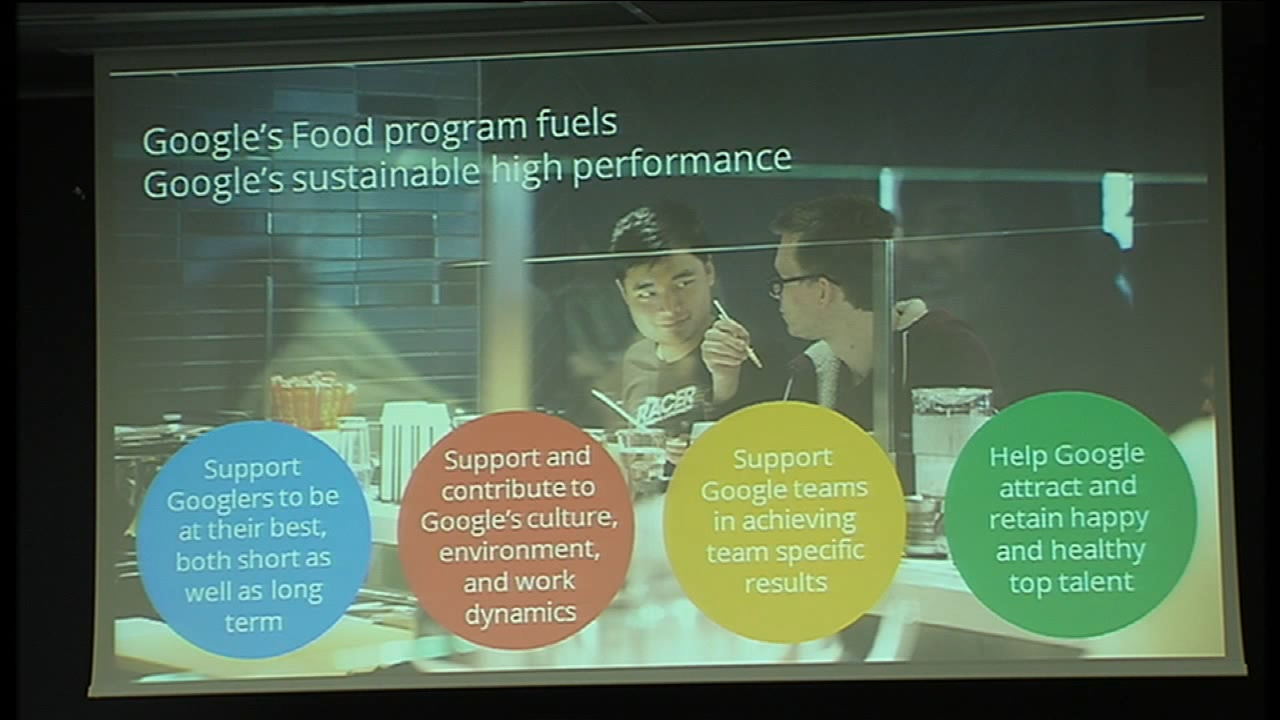 Google's Food program fuels
Google's sustainable high performance
RACER
Support
Googlers to be
at their best,
both short as
well as long
term
Support and
contribute to
Google's culture,
environment,
and work
dynamics
Support
Google teams
in achieving
team specific
results
Help Google
attract and
retain happy
and healthy
top talent